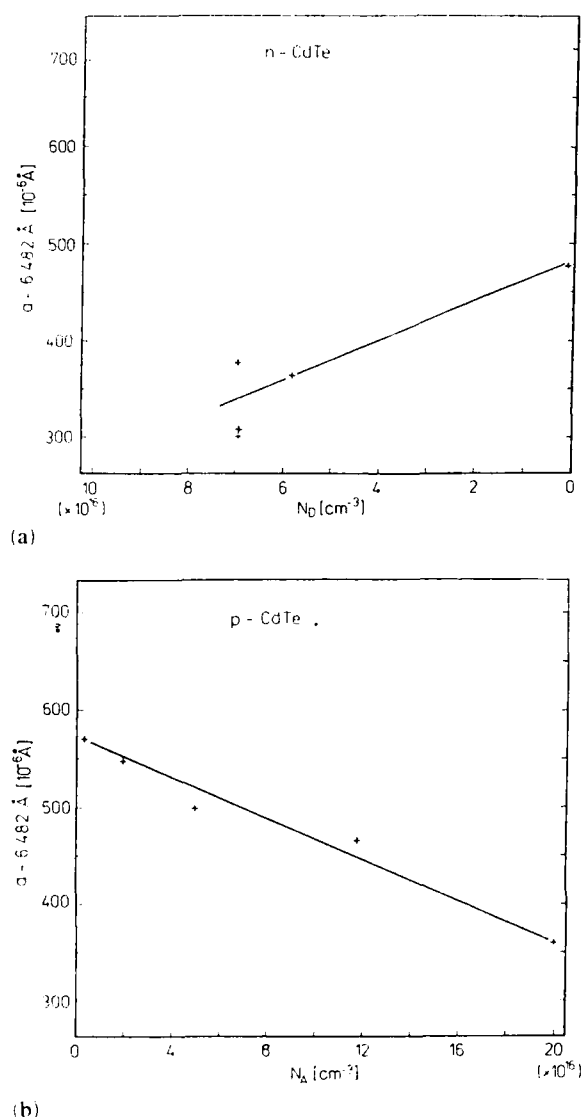 n - CdTe
700
600
500
400
300
a - 6.482 Å [10⁻⁶Å]
10 8 6 4 2 0
(×10¹⁶)
N_D [cm⁻³]
(a)
p - CdTe
700
600
500
400
300
a - 6.482 Å [10⁻⁶Å]
0 4 8 12 16 20
N_A [cm⁻³]
(×10¹⁶)
(b)